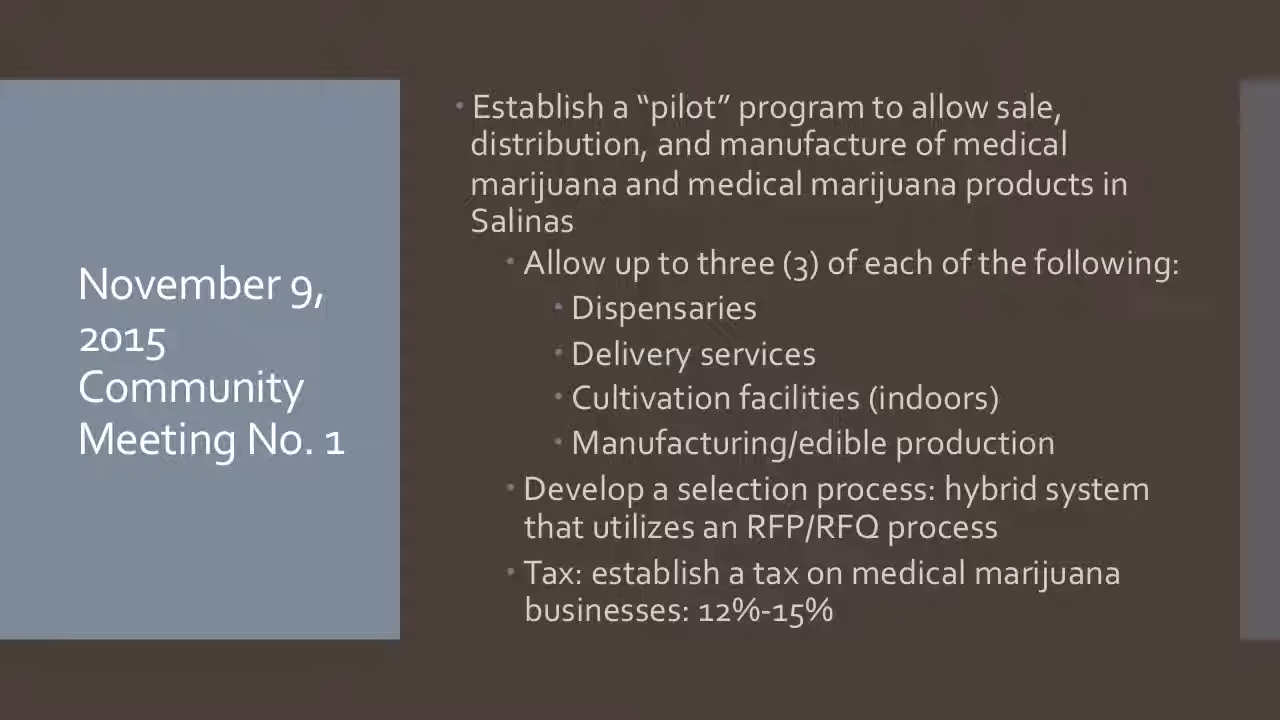 November 9,
2015
Community
Meeting No. 1
• Establish a “pilot” program to allow sale,
distribution, and manufacture of medical
marijuana and medical marijuana products in
Salinas
• Allow up to three (3) of each of the following:
• Dispensaries
• Delivery services
• Cultivation facilities (indoors)
• Manufacturing/edible production
• Develop a selection process: hybrid system
that utilizes an RFP/RFQ process
• Tax: establish a tax on medical marijuana
businesses: 12%-15%